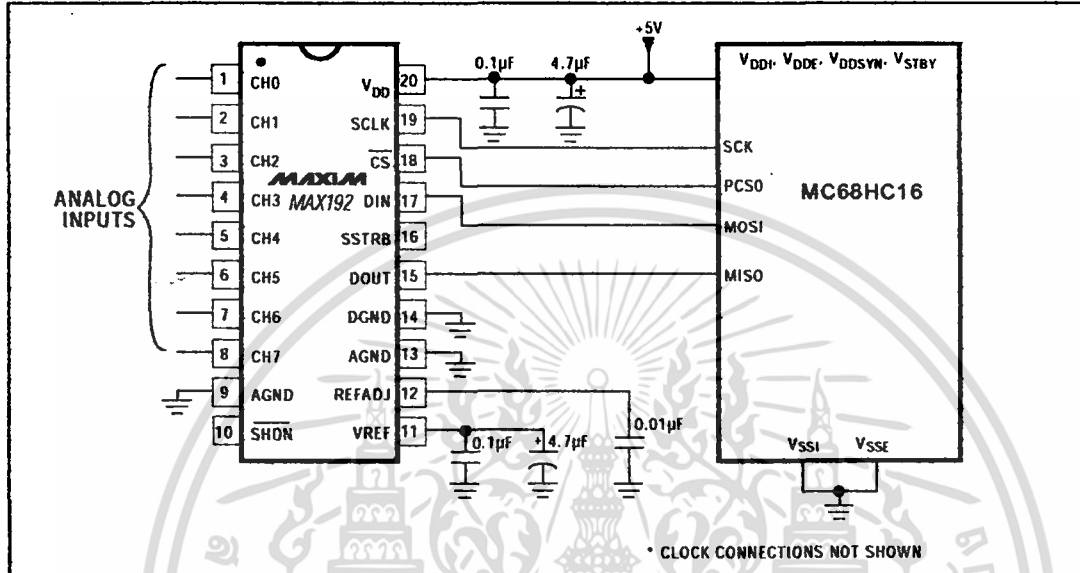 +5V
0.1µF 4.7µF
+
VDDI, VDDE, VDDSYN, VSTBY
1 CH0 VDD 20
2 CH1 SCLK 19
SCK
3 CH2 CS 18
PCS0
MAXIM
MC68HC16
ANALOG INPUTS
4 CH3 MAX192 DIN 17
MOSI
5 CH4 SSTRB 16
6 CH5 DOUT 15
MISO
7 CH6 DGND 14
8 CH7 AGND 13
9 AGND REFADJ 12
0.01µF
10 SHDN VREF 11
0.1µF + 4.7µF
VSSI VSSE
* CLOCK CONNECTIONS NOT SHOWN